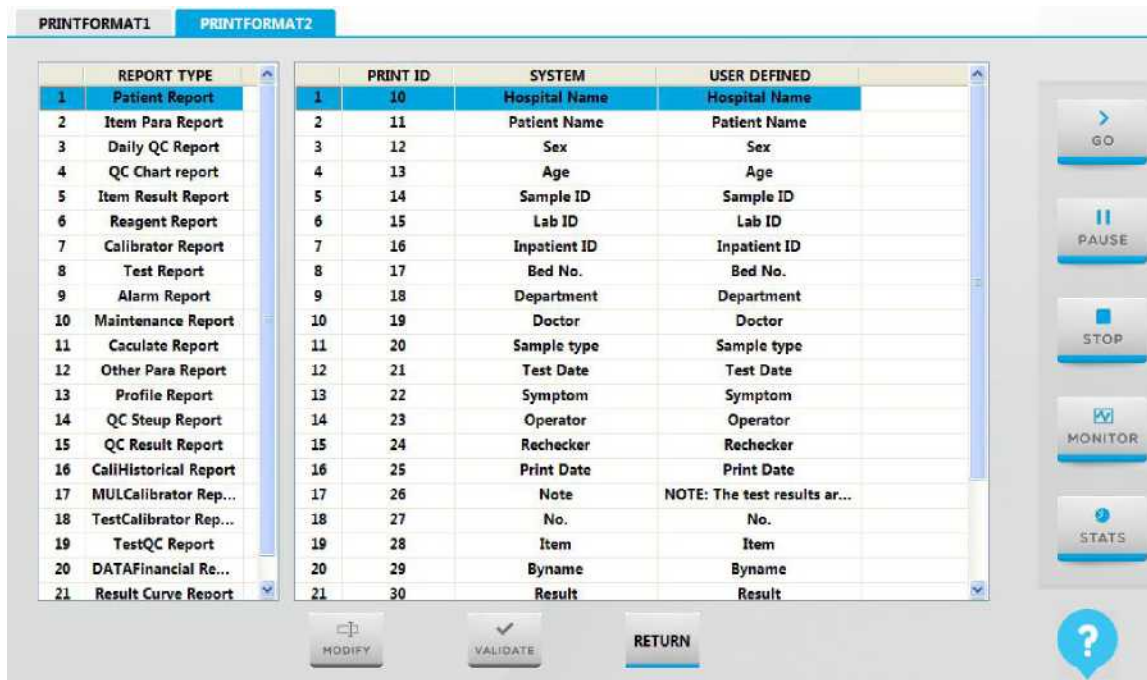 PRINTFORMAT1 PRINTFORMAT2
REPORT TYPE
1 Patient Report
2 Item Para Report
3 Daily QC Report
4 QC Chart report
5 Item Result Report
6 Reagent Report
7 Calibrator Report
8 Test Report
9 Alarm Report
10 Maintenance Report
11 Caculate Report
12 Other Para Report
13 Profile Report
14 QC Steup Report
15 QC Result Report
16 CaliHistorical Report
17 MULCalibrator Rep...
18 TestCalibrator Rep...
19 TestQC Report
20 DATAFinancial Re...
21 Result Curve Report
PRINT ID SYSTEM USER DEFINED
1 10 Hospital Name Hospital Name
2 11 Patient Name Patient Name
3 12 Sex Sex
4 13 Age Age
5 14 Sample ID Sample ID
6 15 Lab ID Lab ID
7 16 Inpatient ID Inpatient ID
8 17 Bed No. Bed No.
9 18 Department Department
10 19 Doctor Doctor
11 20 Sample type Sample type
12 21 Test Date Test Date
13 22 Symptom Symptom
14 23 Operator Operator
15 24 Rechecker Rechecker
16 25 Print Date Print Date
17 26 Note NOTE: The test results ar...
18 27 No. No.
19 28 Item Item
20 29 Byname Byname
21 30 Result Result
GO
PAUSE
STOP
MONITOR
STATS
MODIFY VALIDATE RETURN
?